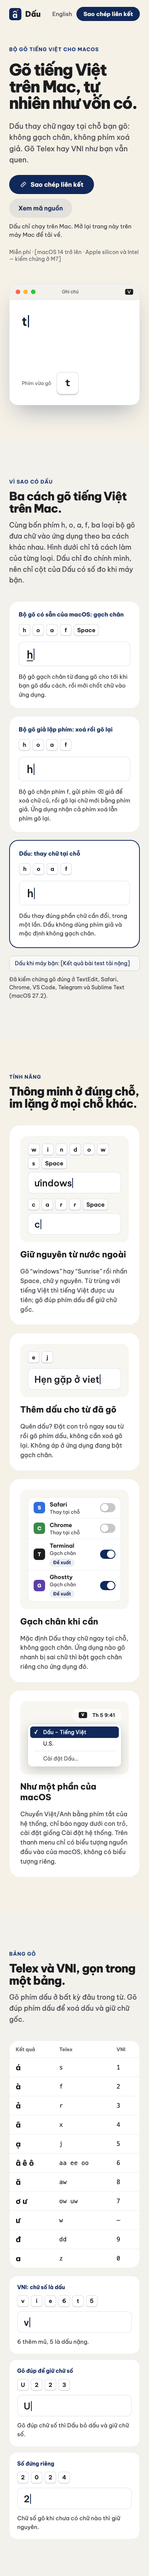 Dấu
English
Sao chép liên kết
BỘ GÕ TIẾNG VIỆT CHO MACOS
Gõ tiếng Việt
trên Mac, tự
nhiên như vốn có.
Dấu thay chữ ngay tại chỗ bạn gõ:
không gạch chân, không phím xoá
giả. Gõ Telex hay VNI như bạn vẫn
quen.
Sao chép liên kết
Xem mã nguồn
Dấu chỉ chạy trên Mac. Mở lại trang này trên
máy Mac để tải về.
Miễn phí · [macOS 14 trở lên · Apple silicon và Intel
— kiểm chứng ở M7]
Ghi chú
V
t
Phím vừa gõ
t
VÌ SAO CÓ DẤU
Ba cách gõ tiếng Việt
trên Mac.
Cùng bốn phím h, o, a, f, ba loại bộ gõ
đưa chữ vào ứng dụng theo ba cách
khác nhau. Hình dưới chỉ tả cách làm
của từng loại. Dấu chỉ so với chính mình,
nên chỉ cột của Dấu có số đo khi máy
bận.
Bộ gõ có sẵn của macOS: gạch chân
h o a f Space
h
Bộ gõ gạch chân từ đang gõ cho tới khi
bạn gõ dấu cách, rồi mới chốt chữ vào
ứng dụng.
Bộ gõ giả lập phím: xoá rồi gõ lại
h o a f
h
Bộ gõ chặn phím f, gửi phím ⌫ giả để
xoá chữ cũ, rồi gõ lại chữ mới bằng phím
giả. Ứng dụng nhận cả phím xoá lẫn
phím gõ lại.
Dấu: thay chữ tại chỗ
h o a f
h
Dấu thay đúng phần chữ cần đổi, trong
một lần. Dấu không dùng phím giả và
mặc định không gạch chân.
Dấu khi máy bận: [Kết quả bài test tải nặng]
Đã kiểm chứng gõ đúng ở TextEdit, Safari,
Chrome, VS Code, Telegram và Sublime Text
(macOS 27.2).
TÍNH NĂNG
Thông minh ở đúng chỗ,
im lặng ở mọi chỗ khác.
w i n d o w
s Space
windows
c a r r Space
c
Giữ nguyên từ nước ngoài
Gõ "windows" hay "Sunrise" rồi nhấn
Space, chữ y nguyên. Từ trùng với
tiếng Việt thì tiếng Việt được ưu
tiên; gõ đúp phím dấu để giữ chữ
gốc.
e j
Hẹn gặp ở viet
Thêm dấu cho từ đã gõ
Quên dấu? Đặt con trỏ ngay sau từ
rồi gõ phím dấu, không cần xoá gõ
lại. Không áp ở ứng dụng đang bật
gạch chân.
S
Safari
Thay tại chỗ
C
Chrome
Thay tại chỗ
T
Terminal
Gạch chân
Đề xuất
G
Ghostty
Gạch chân
Đề xuất
Gạch chân khi cần
Mặc định Dấu thay chữ ngay tại chỗ,
không gạch chân. Ứng dụng nào gõ
bị sai chữ thì bật gạch chân
riêng cho ứng dụng đó.
V
Th 5 9:41
✓ Dấu – Tiếng Việt
U.S.
Cài đặt Dấu…
Như một phần của
macOS
Chuyển Việt/Anh bằng phím tắt của
hệ thống, chỉ báo ngay dưới con trỏ,
cài đặt giống Cài đặt Hệ thống. Trên
thanh menu chỉ có biểu tượng nguồn
đầu vào của macOS, không có biểu
tượng riêng.
BẢNG GÕ
Telex và VNI, gọn trong
một bảng.
Gõ phím dấu ở bất kỳ đâu trong từ. Gõ
đúp phím dấu để xoá dấu và giữ chữ
gốc.
Kết quả Telex VNI
á s 1
à f 2
ả r 3
ã x 4
ạ j 5
â ê ô aa ee oo 6
ă aw 8
ơ ư ow uw 7
ư w —
đ dd 9
a z 0
VNI: chữ số là dấu
v i e 6 t 5
v
6 thêm mũ, 5 là dấu nặng.
Gõ đúp để giữ chữ số
U 2 2 3
U
Gõ đúp chữ số thì Dấu bỏ dấu và giữ chữ
số.
Số đứng riêng
2 0 2 4
2
Chữ số gõ khi chưa có chữ nào thì giữ
nguyên.